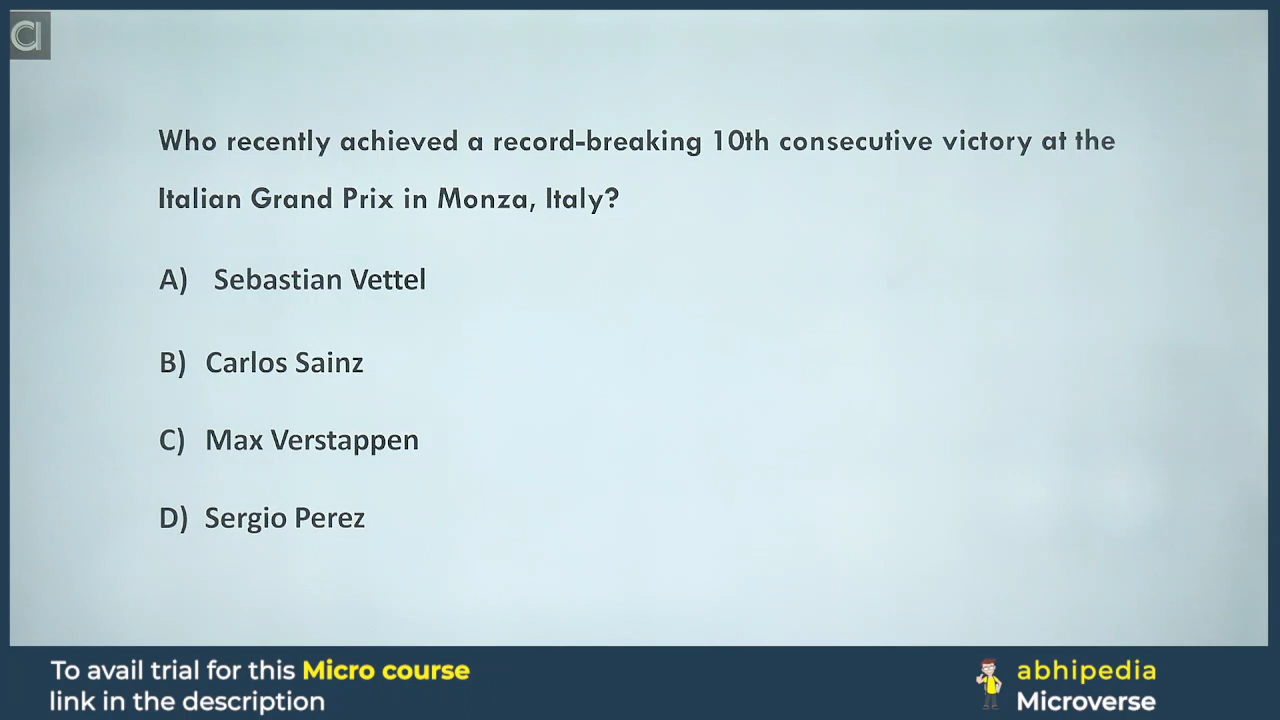 Who recently achieved a record-breaking 10th consecutive victory at the
Italian Grand Prix in Monza, Italy?
A) Sebastian Vettel
B) Carlos Sainz
C) Max Verstappen
D) Sergio Perez
To avail trial for this Micro course
link in the description
abhipedia
Microverse